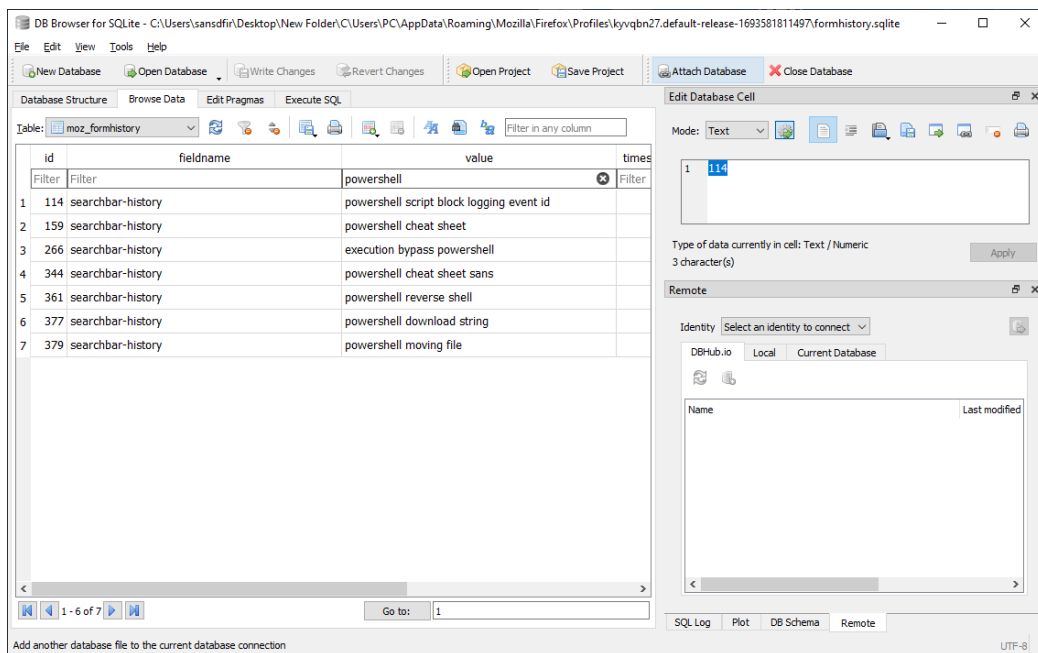 DB Browser for SQLite - C:\Users\sansdfir\Desktop\New Folder\C\Users\PC\AppData\Roaming\Mozilla\Firefox\Profiles\kyvqbn27.default-release-1693581811497\formhistory.sqlite
File Edit View Tools Help
New Database Open Database Write Changes Revert Changes Open Project Save Project Attach Database Close Database
Database Structure Browse Data Edit Pragmas Execute SQL
Table: moz_formhistory Filter in any column
id fieldname value times
Filter Filter powershell Filter
1 114 searchbar-history powershell script block logging event id
2 159 searchbar-history powershell cheat sheet
3 266 searchbar-history execution bypass powershell
4 344 searchbar-history powershell cheat sheet sans
5 361 searchbar-history powershell reverse shell
6 377 searchbar-history powershell download string
7 379 searchbar-history powershell moving file
1 - 6 of 7 Go to: 1
Edit Database Cell
Mode: Text
1 114
Type of data currently in cell: Text / Numeric
3 character(s)
Apply
Remote
Identity Select an identity to connect
DBHub.io Local Current Database
Name Last modified
SQL Log Plot DB Schema Remote
Add another database file to the current database connection UTF-8